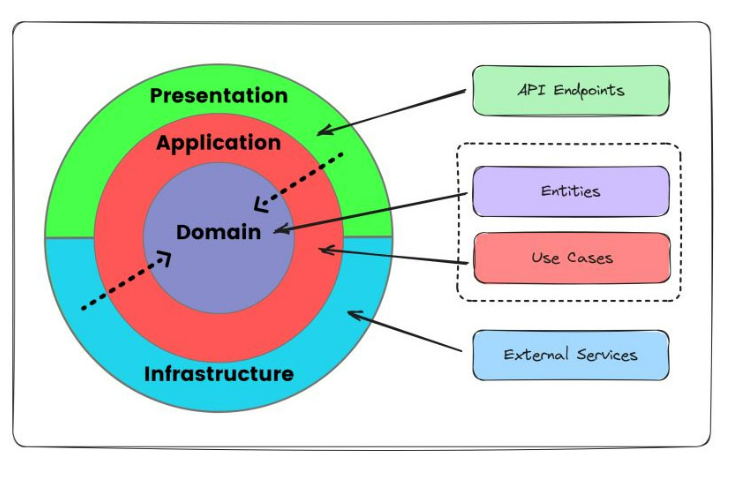 Presentation
Application
Domain
Infrastructure
API Endpoints
Entities
Use Cases
External Services